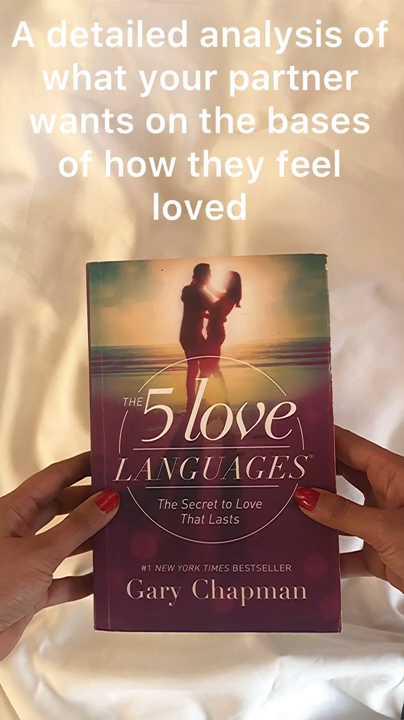 A detailed analysis of
what your partner
wants on the bases
of how they feel
loved
THE 5 love
LANGUAGES®
The Secret to Love
That Lasts
#1 NEW YORK TIMES BESTSELLER
Gary Chapman